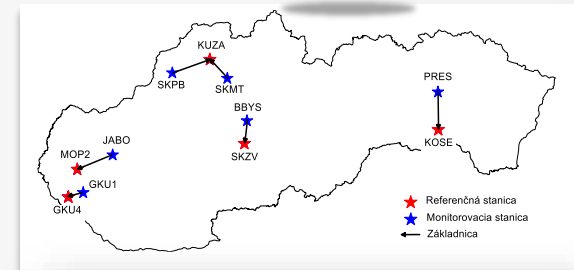 KUZA
SKPB
SKMT
PRES
BBYS
KOSE
JABO
MOP2
SKZV
GKU1
GKU4
Referenčná stanica
Monitorovacia stanica
Základnica